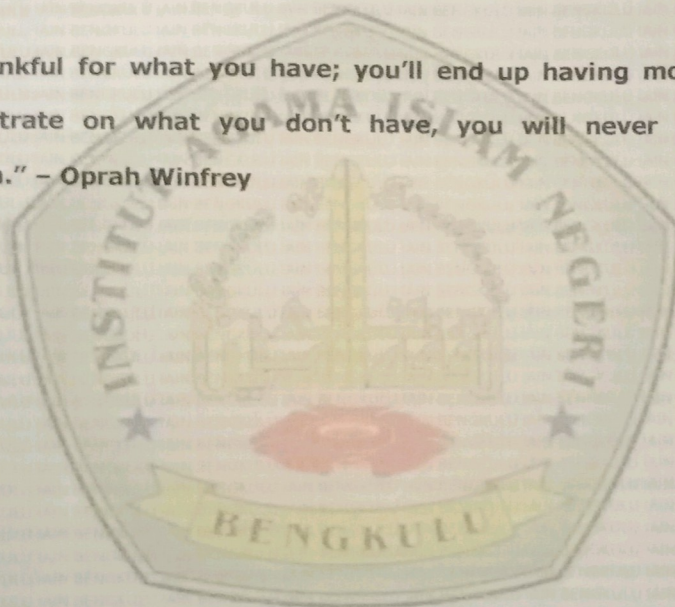 nkful for what you have; you'll end up having mo
trate on what you don't have, you will never
." – Oprah Winfrey
INSTITUT AGAMA ISLAM NEGERI
BENGKULU